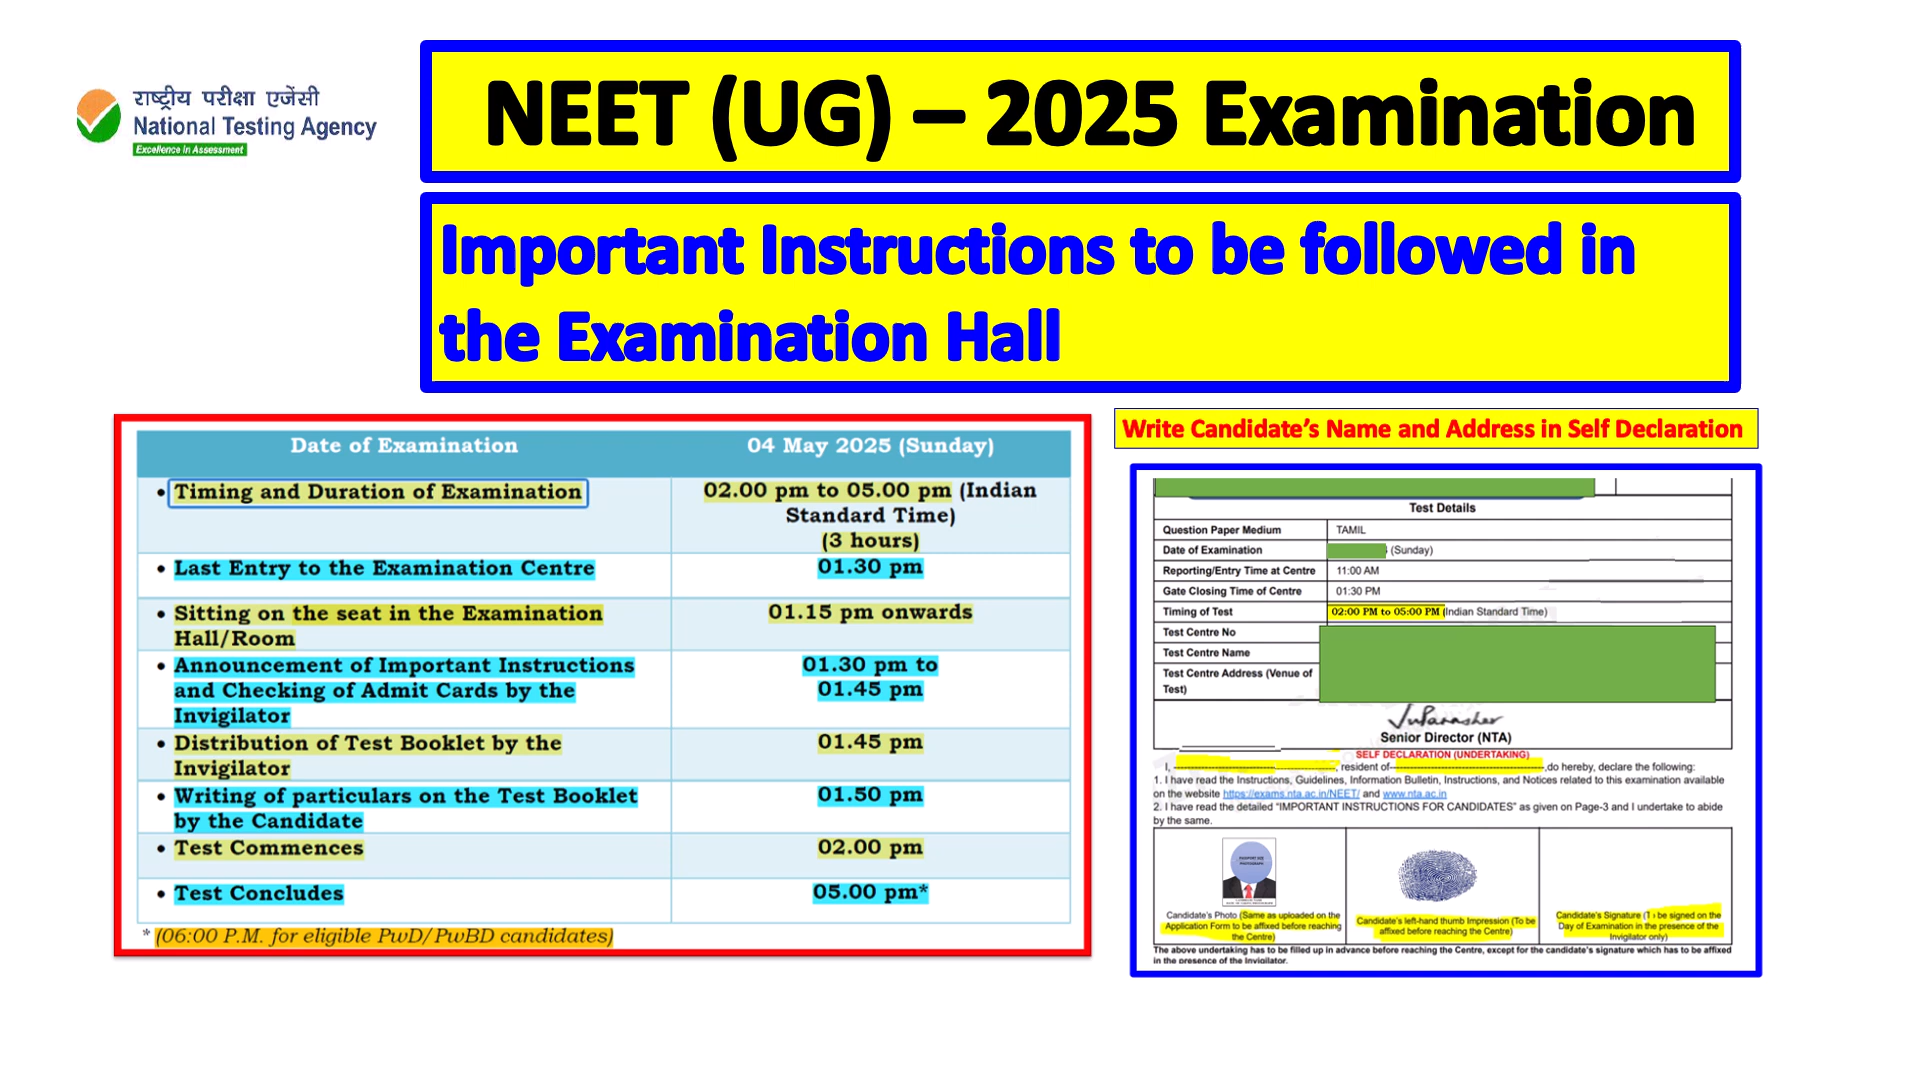 राष्ट्रीय परीक्षा एजेंसी
National Testing Agency
Excellence in Assessment
NEET (UG) – 2025 Examination
Important Instructions to be followed in
the Examination Hall
Date of Examination
04 May 2025 (Sunday)
• Timing and Duration of Examination
02.00 pm to 05.00 pm (Indian
Standard Time)
(3 hours)
• Last Entry to the Examination Centre
01.30 pm
• Sitting on the seat in the Examination
Hall/Room
01.15 pm onwards
• Announcement of Important Instructions
and Checking of Admit Cards by the
Invigilator
01.30 pm to
01.45 pm
• Distribution of Test Booklet by the
Invigilator
01.45 pm
• Writing of particulars on the Test Booklet
by the Candidate
01.50 pm
• Test Commences
02.00 pm
• Test Concludes
05.00 pm*
* (06:00 P.M. for eligible PwD/PwBD candidates)
Write Candidate’s Name and Address in Self Declaration
Test Details
Question Paper Medium
TAMIL
Date of Examination
(Sunday)
Reporting/Entry Time at Centre
11:00 AM
Gate Closing Time of Centre
01:30 PM
Timing of Test
02:00 PM to 05:00 PM (Indian Standard Time)
Test Centre No
Test Centre Name
Test Centre Address (Venue of
Test)
Senior Director (NTA)
SELF DECLARATION (UNDERTAKING)
I, ------------------------------, resident of------------------------------,do hereby, declare the following:
1. I have read the Instructions, Guidelines, Information Bulletin, Instructions, and Notices related to this examination available
on the website https://exams.nta.ac.in/NEET/ and www.nta.ac.in
2. I have read the detailed “IMPORTANT INSTRUCTIONS FOR CANDIDATES” as given on Page-3 and I undertake to abide
by the same.
PASSPORT SIZE
PHOTOGRAPH
Candidate’s Photo (Same as uploaded on the
Application Form to be affixed before reaching
the Centre)
Candidate’s left-hand thumb Impression (To be
affixed before reaching the Centre)
Candidate’s Signature (To be signed on the
Day of Examination in the presence of the
Invigilator only)
The above undertaking has to be filled up in advance before reaching the Centre, except for the candidate’s signature which has to be affixed
in the presence of the Invigilator.